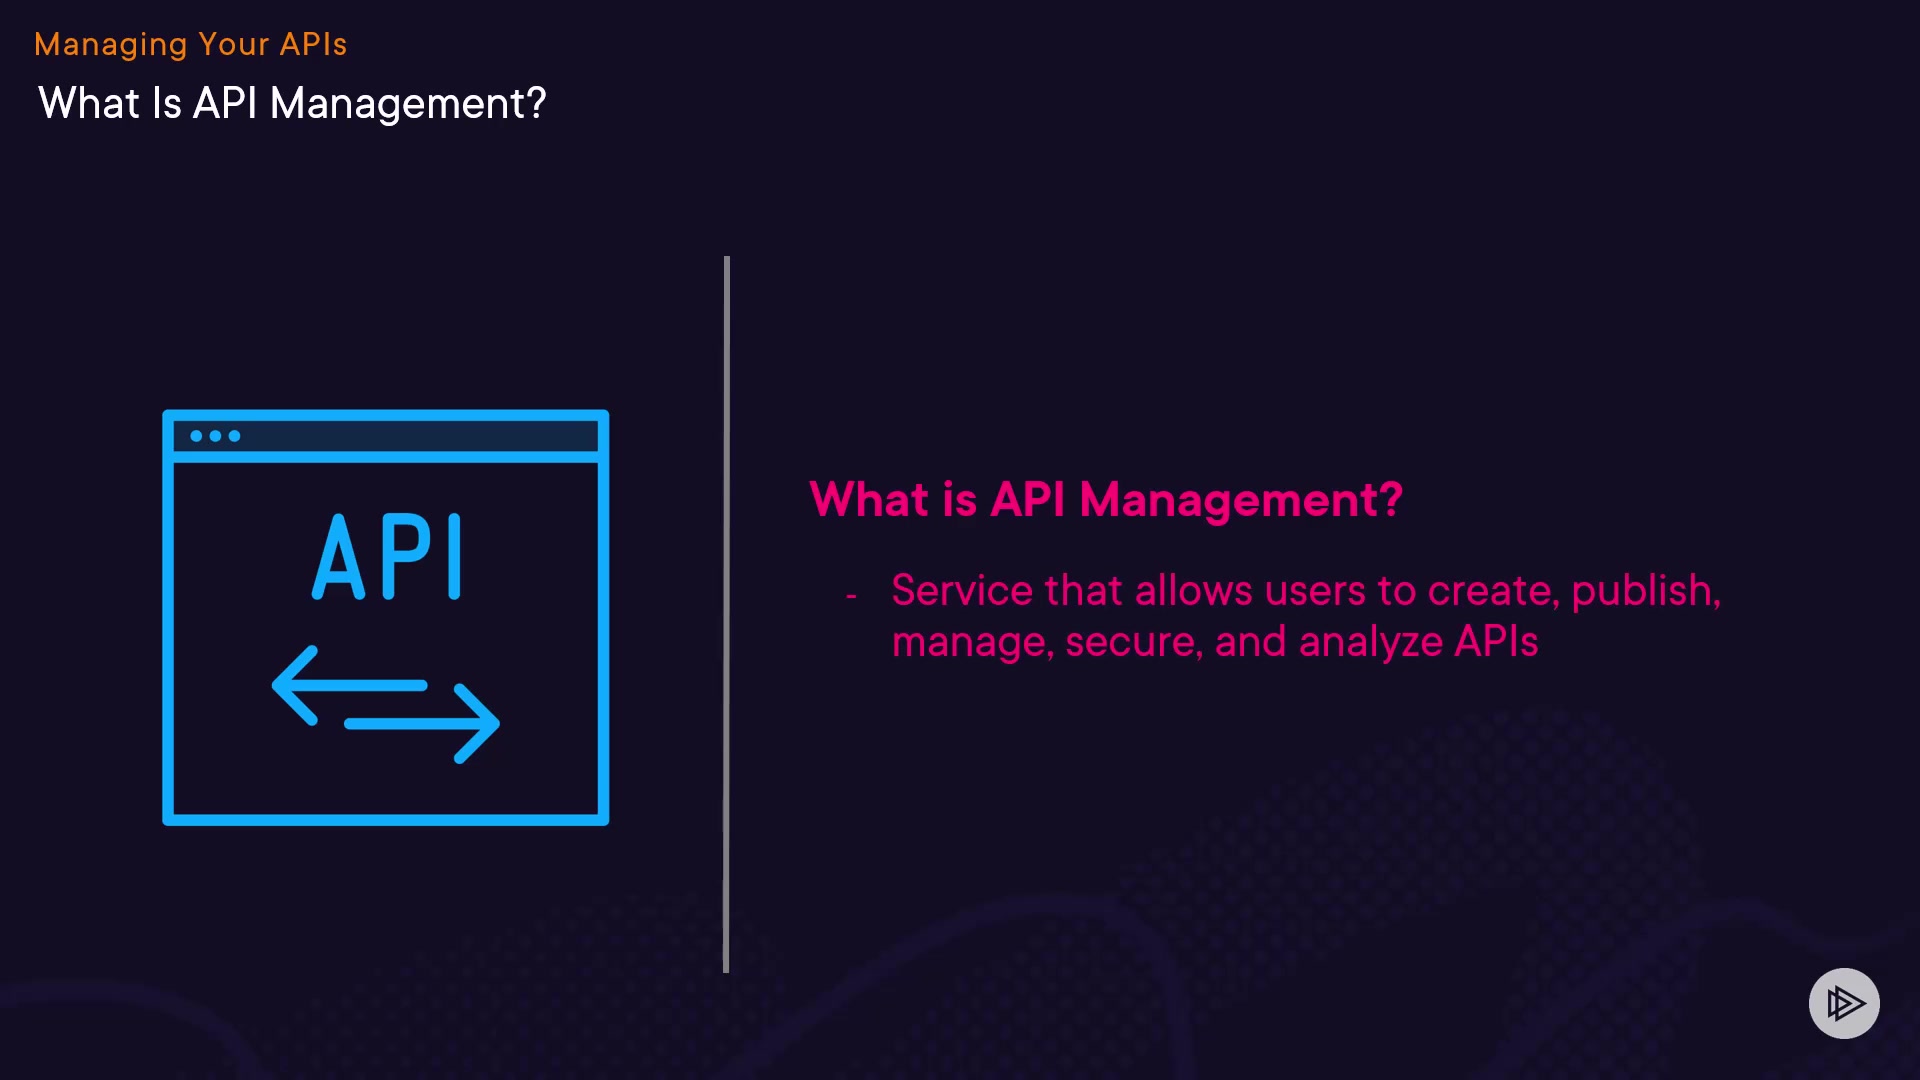 Managing Your APIs
What Is API Management?
API
What is API Management?
- Service that allows users to create, publish,
manage, secure, and analyze APIs